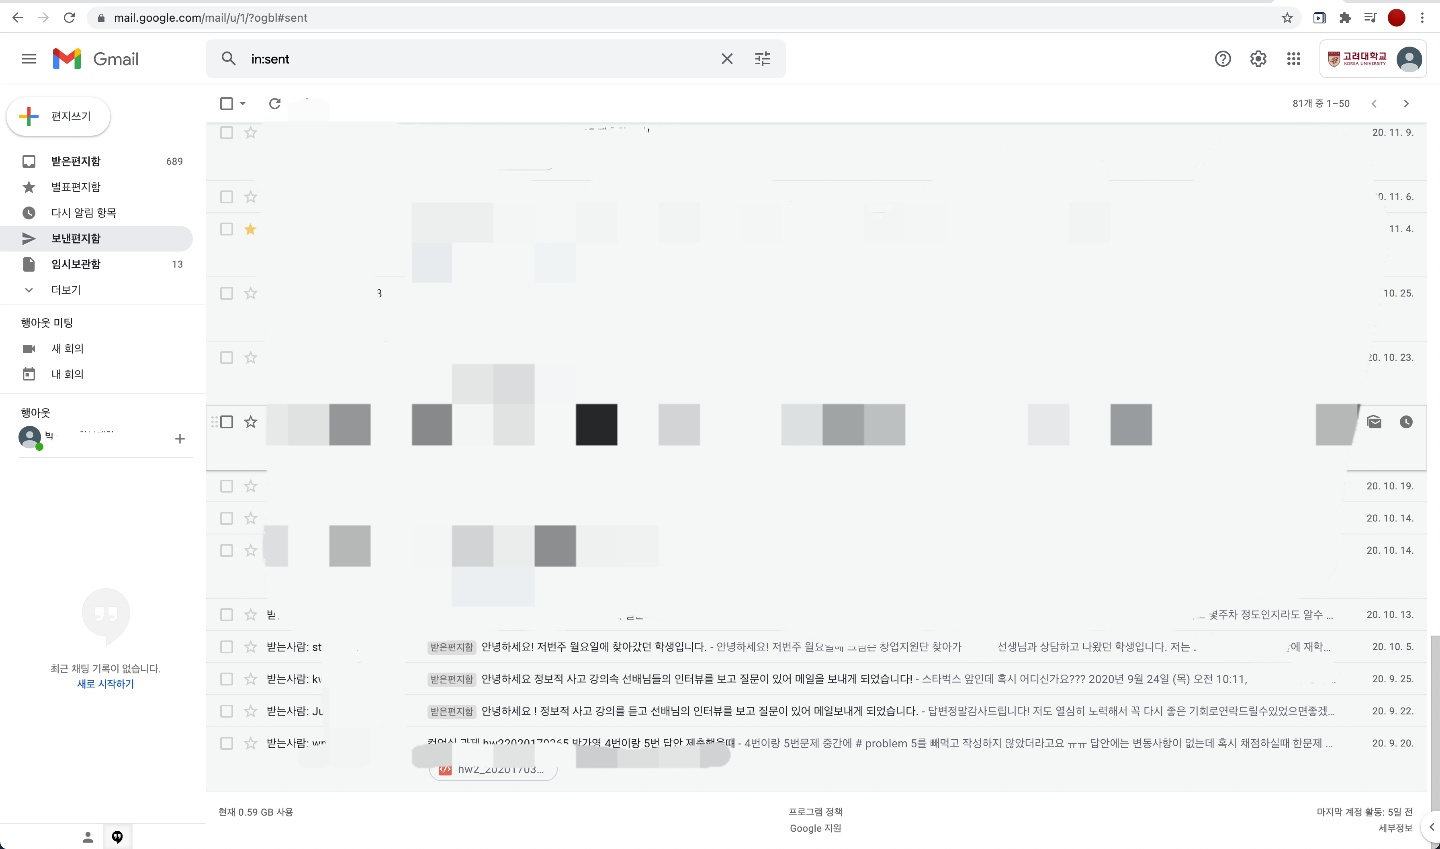 mail.google.com/mail/u/1/?ogbl#sent
Gmail
in:sent
고려대학교
KOREA UNIVERSITY
편지쓰기
81개 중 1–50
받은편지함 689
별표편지함
다시 알림 항목
보낸편지함
임시보관함 13
더보기
행아웃 미팅
새 회의
내 회의
행아웃
최근 채팅 기록이 없습니다.
새로 시작하기
20. 11. 9.
0. 11. 6.
11. 4.
3
10. 25.
20. 10. 23.
20. 10. 19.
20. 10. 14.
20. 10. 14.
받 몇주차 정도인지라도 알수 ... 20. 10. 13.
받는사람: st 받은편지함 안녕하세요! 저번주 월요일에 찾아갔던 학생입니다. - 안녕하세요! 저번주 월요일에 창업지원단 찾아가 선생님과 상담하고 나왔던 학생입니다. 저는 에 재학... 20. 10. 5.
받는사람: 받은편지함 안녕하세요 정보적 사고 강의속 선배님들의 인터뷰를 보고 질문이 있어 메일을 보내게 되었습니다! - 스타벅스 앞인데 혹시 어디신가요??? 2020년 9월 24일 (목) 오전 10:11, 20. 9. 25.
받는사람: Ju 받은편지함 안녕하세요 ! 정보적 사고 강의를 듣고 선배님의 인터뷰를 보고 질문이 있어 메일보내게 되었습니다. - 답변정말감사드립니다! 저도 열심히 노력해서 꼭 다시 좋은 기회로연락드릴수있었으면좋겠... 20. 9. 22.
받는사람: 과제 hw2 4번이랑 5번 답안 제출했을때 - 4번이랑 5번문제 중간에 # problem 5를 빼먹고 작성하지 않았더라고요 ㅠㅠ 답안에는 변동사항이 없는데 혹시 채점하실때 한문제 ... 20. 9. 20.
hw2_20201703...
현재 0.59 GB 사용
프로그램 정책
Google 지원
마지막 계정 활동: 5일 전
세부정보